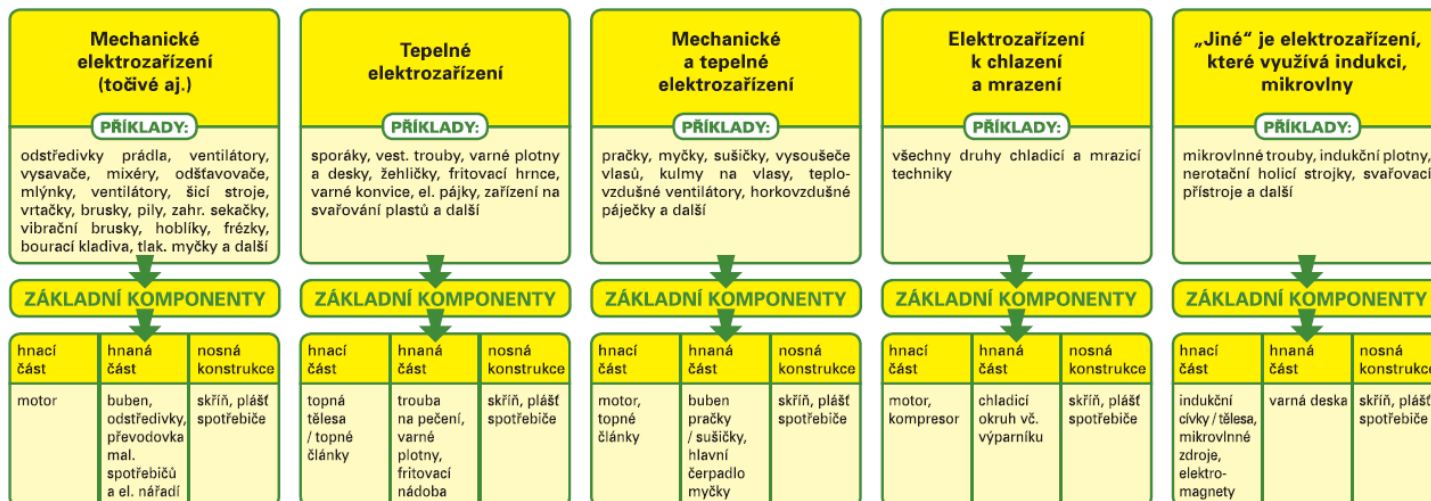 Mechanické
elektrozařízení
(točivé aj.)
PŘÍKLADY:
odstředivky prádla, ventilátory,
vysavače, mixéry, odšťavovače,
mlýnky, ventilátory, šicí stroje,
vrtačky, brusky, pily, zahr. sekačky,
vibrační brusky, hoblíky, frézky,
bourací kladiva, tlak. myčky a další
ZÁKLADNÍ KOMPONENTY
hnací
část
motor
hnaná
část
buben,
odstředivky,
převodovka
mal.
spotřebičů
a el. nářadí
nosná
konstrukce
skříň, plášť
spotřebiče
Tepelné
elektrozařízení
PŘÍKLADY:
sporáky, vest. trouby, varné plotny
a desky, žehličky, fritovací hrnce,
varné konvice, el. pájky, zařízení na
svařování plastů a další
ZÁKLADNÍ KOMPONENTY
hnací
část
topná
tělesa
/ topné
články
hnaná
část
trouba
na pečení,
varné
plotny,
fritovací
nádoba
nosná
konstrukce
skříň, plášť
spotřebiče
Mechanické
a tepelné
elektrozařízení
PŘÍKLADY:
pračky, myčky, sušičky, vysoušeče
vlasů, kulmy na vlasy, teplo-
vzdušné ventilátory, horkovzdušné
páječky a další
ZÁKLADNÍ KOMPONENTY
hnací
část
motor,
topné
články
hnaná
část
buben
pračky
/ sušičky,
hlavní
čerpadlo
myčky
nosná
konstrukce
skříň, plášť
spotřebiče
Elektrozařízení
k chlazení
a mrazení
PŘÍKLADY:
všechny druhy chladicí a mrazicí
techniky
ZÁKLADNÍ KOMPONENTY
hnací
část
motor,
kompresor
hnaná
část
chladicí
okruh vč.
výparníku
nosná
konstrukce
skříň, plášť
spotřebiče
„Jiné“ je elektrozařízení,
které využívá indukci,
mikrovlny
PŘÍKLADY:
mikrovlnné trouby, indukční plotny,
nerotační holicí strojky, svařovací
přístroje a další
ZÁKLADNÍ KOMPONENTY
hnací
část
indukční
cívky / tělesa,
mikrovlnné
zdroje,
elektro-
magnety
hnaná
část
varná deska
nosná
konstrukce
skříň, plášť
spotřebiče